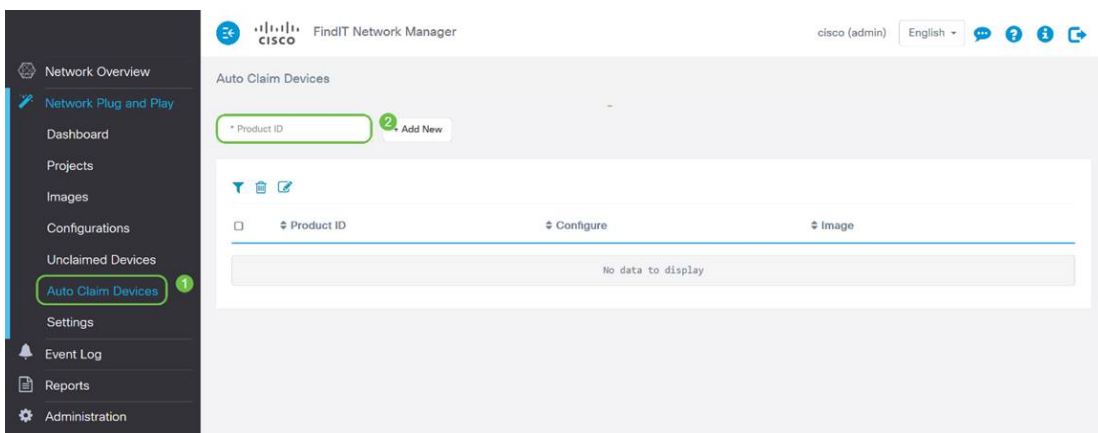 CISCO FindIT Network Manager cisco (admin) English
Network Overview
Network Plug and Play
Dashboard
Projects
Images
Configurations
Unclaimed Devices
Auto Claim Devices 1
Settings
Event Log
Reports
Administration
Auto Claim Devices
* Product ID 2 + Add New
Product ID Configure Image
No data to display